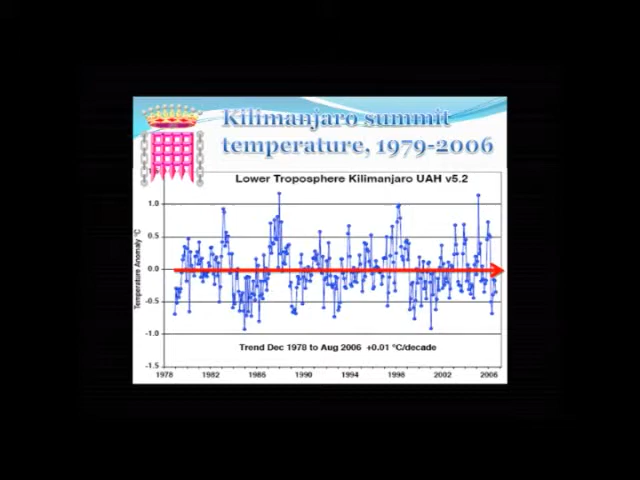 Kilimanjaro summit
temperature, 1979-2006
Lower Troposphere Kilimanjaro UAH v5.2
1.5
1.0
0.5
0.0
-0.5
-1.0
-1.5
Temperature Anomaly °C
Trend Dec 1978 to Aug 2006 +0.01 °C/decade
1978 1982 1986 1990 1994 1998 2002 2006